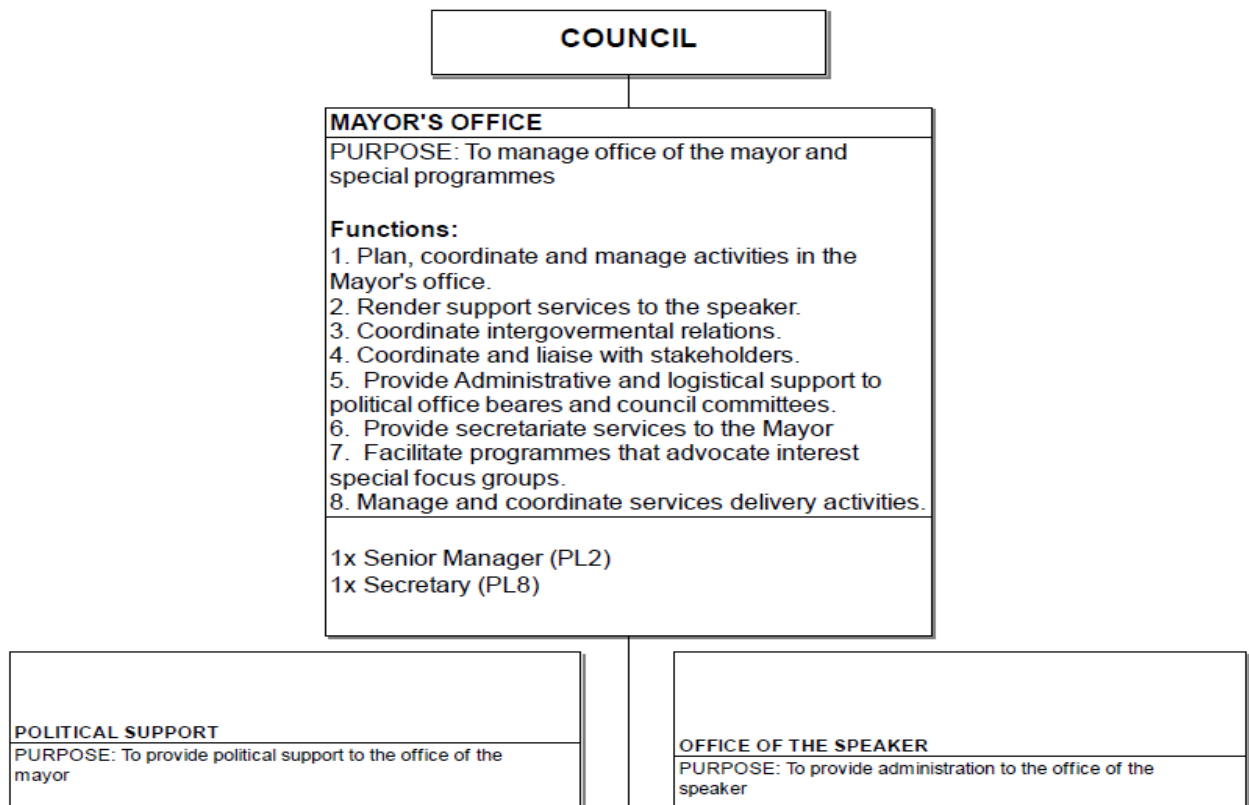 COUNCIL
MAYOR'S OFFICE
PURPOSE: To manage office of the mayor and
special programmes
Functions:
1. Plan, coordinate and manage activities in the
Mayor's office.
2. Render support services to the speaker.
3. Coordinate intergovermental relations.
4. Coordinate and liaise with stakeholders.
5.  Provide Administrative and logistical support to
political office beares and council committees.
6.  Provide secretariate services to the Mayor
7.  Facilitate programmes that advocate interest
special focus groups.
8. Manage and coordinate services delivery activities.
1x Senior Manager (PL2)
1x Secretary (PL8)
POLITICAL SUPPORT
PURPOSE: To provide political support to the office of the
mayor
OFFICE OF THE SPEAKER
PURPOSE: To provide administration to the office of the
speaker